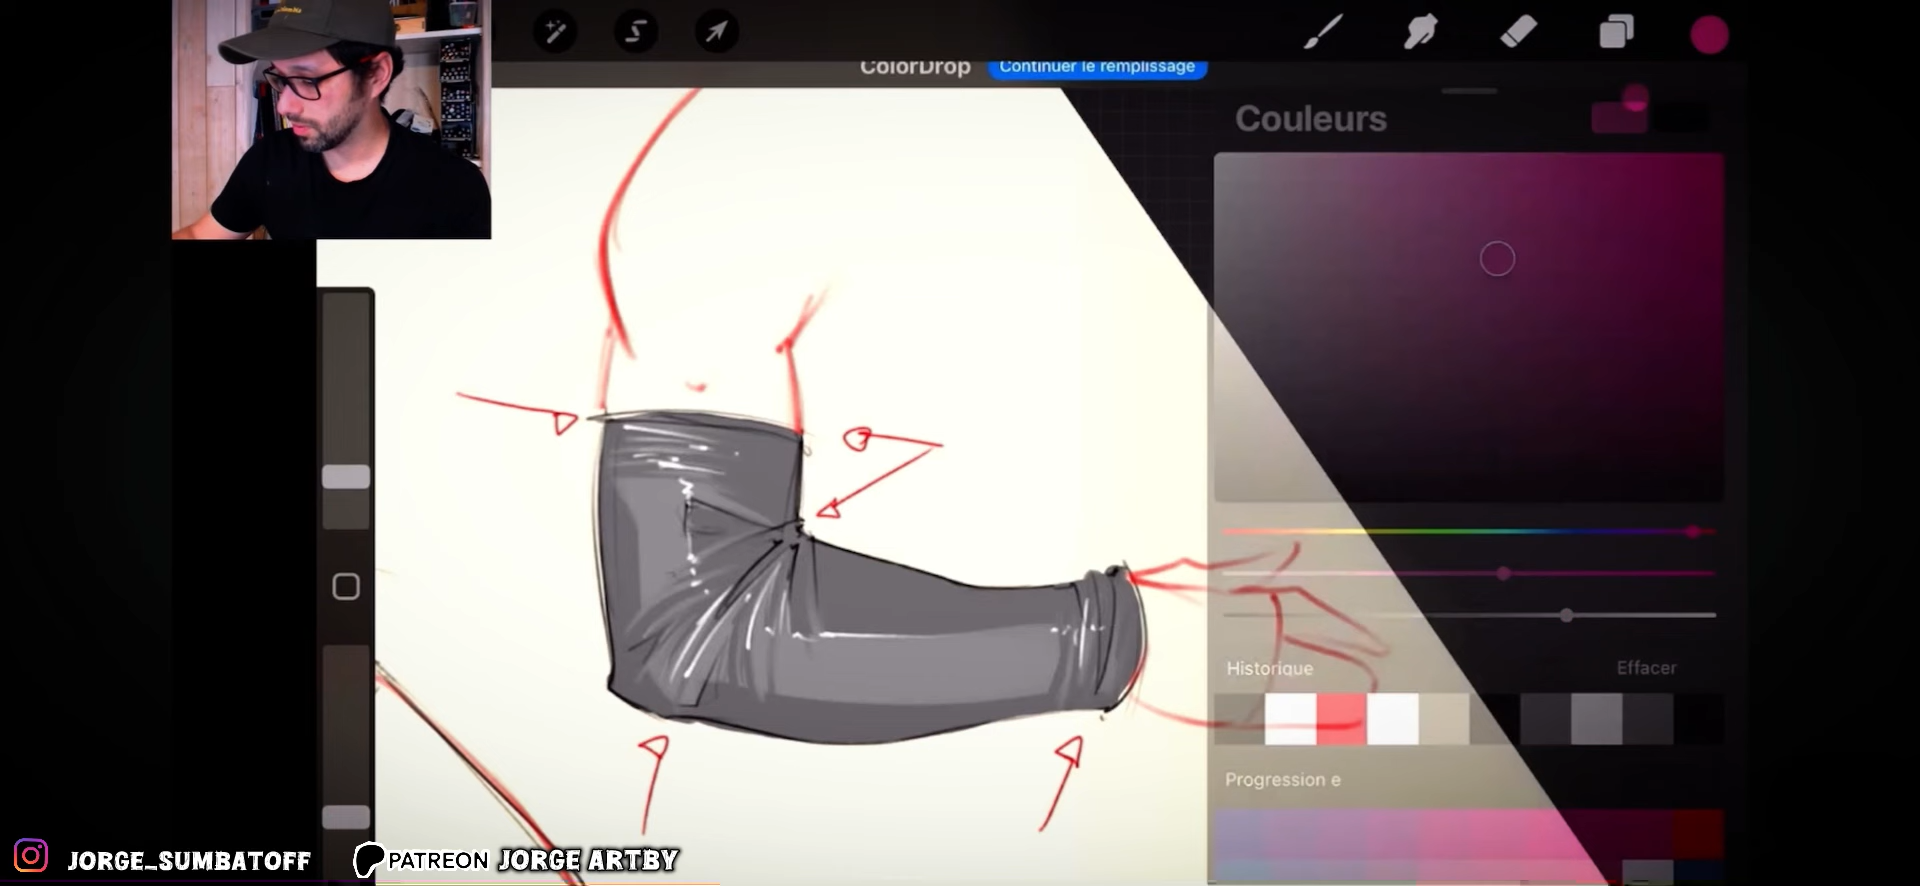 ColorDrop
Continuer le remplissage
Couleurs
Historique
Effacer
Progression e
JORGE_SUMBATOFF
PATREON JORGE ARTBY